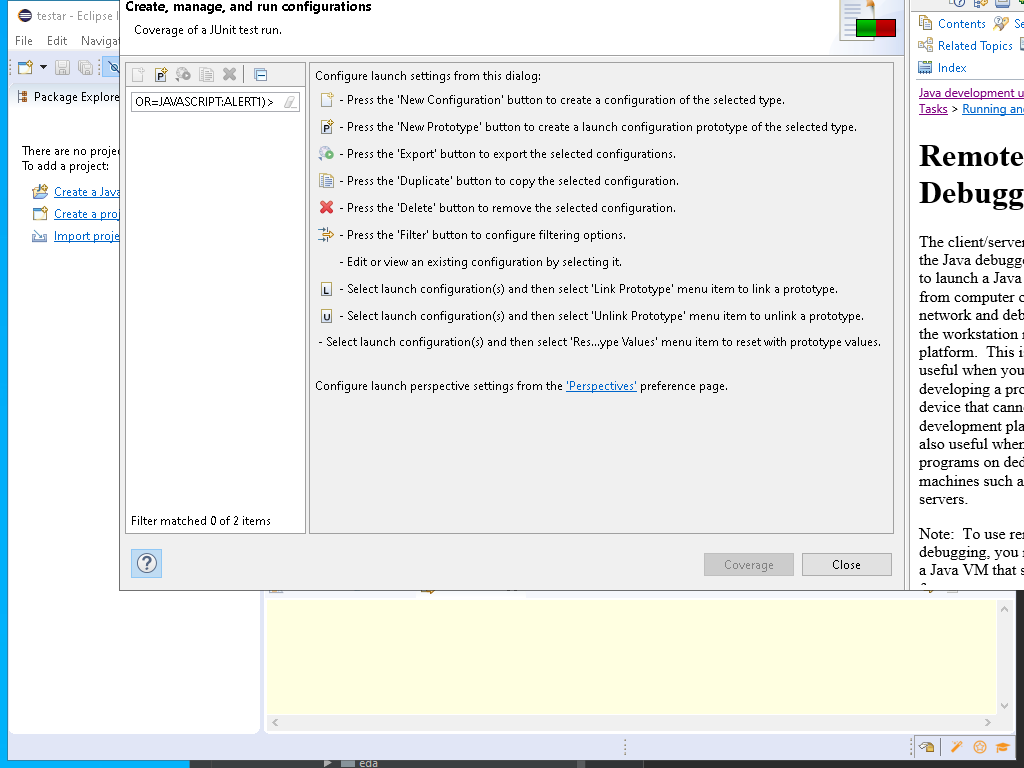 testar - Eclipse I
File Edit Naviga
Package Explore
There are no projec
To add a project:
Create a Java
Create a proj
Import proje
Create, manage, and run configurations
Coverage of a JUnit test run.
OR=JAVASCRIPT:ALERT1)>
Filter matched 0 of 2 items
Configure launch settings from this dialog:
- Press the 'New Configuration' button to create a configuration of the selected type.
- Press the 'New Prototype' button to create a launch configuration prototype of the selected type.
- Press the 'Export' button to export the selected configurations.
- Press the 'Duplicate' button to copy the selected configuration.
- Press the 'Delete' button to remove the selected configuration.
- Press the 'Filter' button to configure filtering options.
- Edit or view an existing configuration by selecting it.
- Select launch configuration(s) and then select 'Link Prototype' menu item to link a prototype.
- Select launch configuration(s) and then select 'Unlink Prototype' menu item to unlink a prototype.
- Select launch configuration(s) and then select 'Res...ype Values' menu item to reset with prototype values.
Configure launch perspective settings from the 'Perspectives' preference page.
Coverage Close
Contents Se
Related Topics
Index
Java development u
Tasks > Running and
Remote
Debugg
The client/server
the Java debugge
to launch a Java
from computer o
network and deb
the workstation r
platform. This is
useful when you
developing a pro
device that canno
development pla
also useful when
programs on ded
machines such a
servers.
Note: To use rem
debugging, you r
a Java VM that s
eda